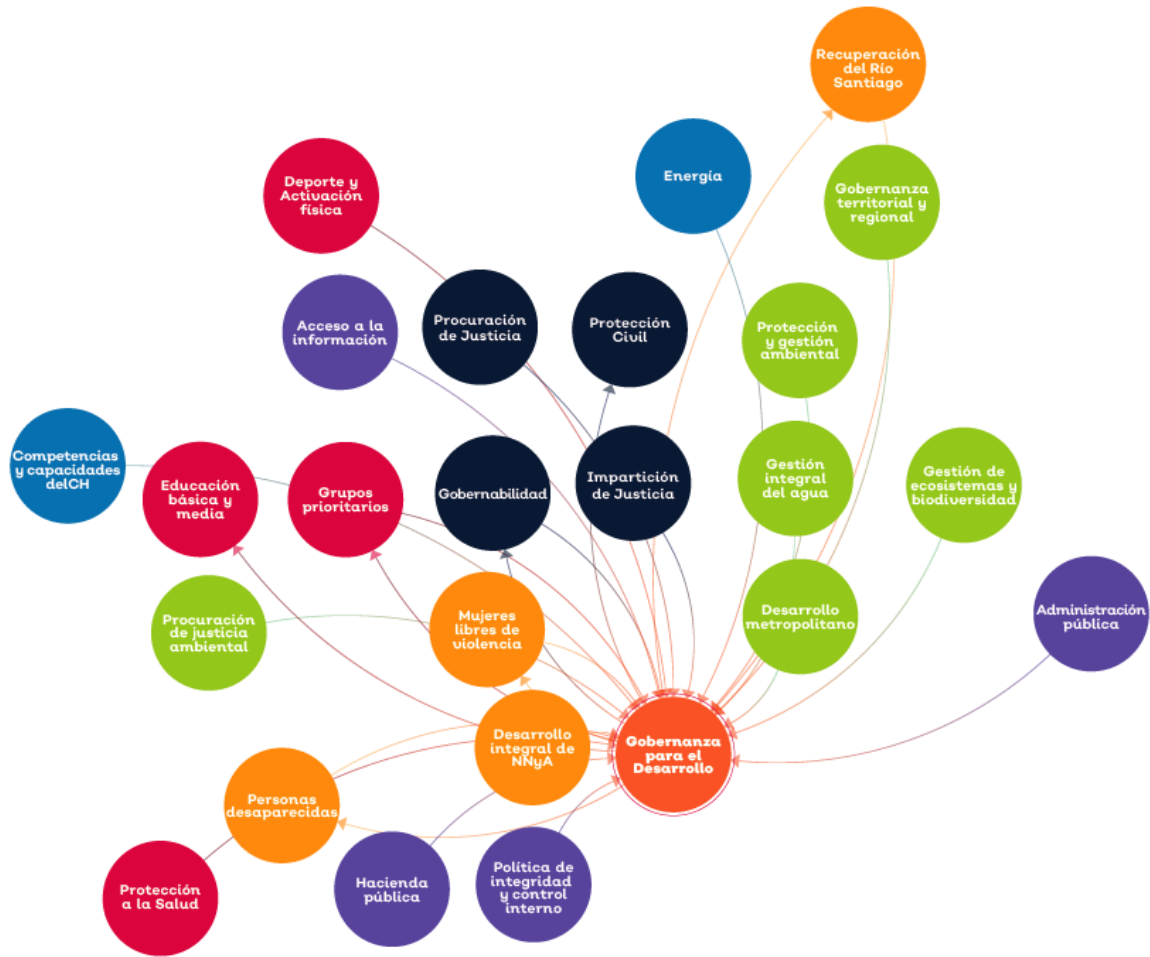 Recuperación
del Río
Santiago
Energía
Gobernanza
territorial y
regional
Deporte y
Activación
física
Acceso a la
información
Procuración
de Justicia
Protección
Civil
Protección
y gestión
ambiental
Competencias
y capacidades
delCH
Educación
básica y
media
Grupos
prioritarios
Gobernabilidad
Impartición
de Justicia
Gestión
integral
del agua
Gestión de
ecosistemas y
biodiversidad
Procuración
de justicia
ambiental
Mujeres
libres de
violencia
Desarrollo
metropolitano
Administración
pública
Desarrollo
integral de
NNyA
Gobernanza
para el
Desarrollo
Personas
desaparecidas
Protección
a la Salud
Hacienda
pública
Política de
integridad
y control
interno